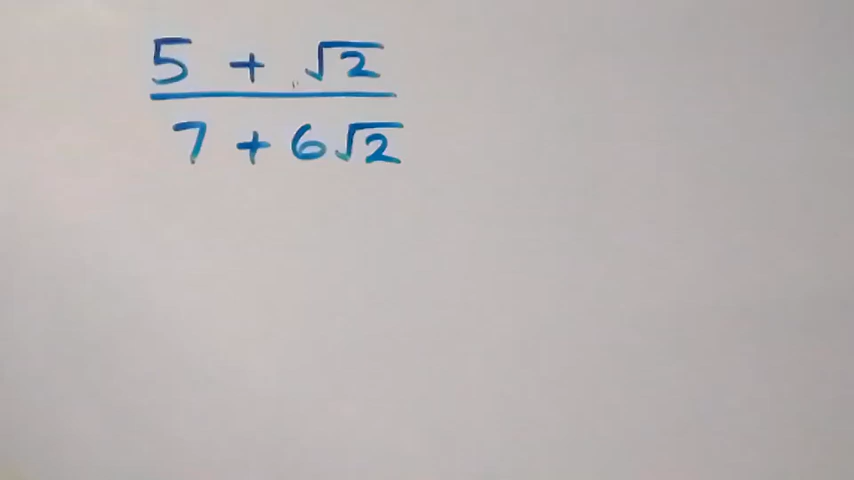 5 + √2
7 + 6√2